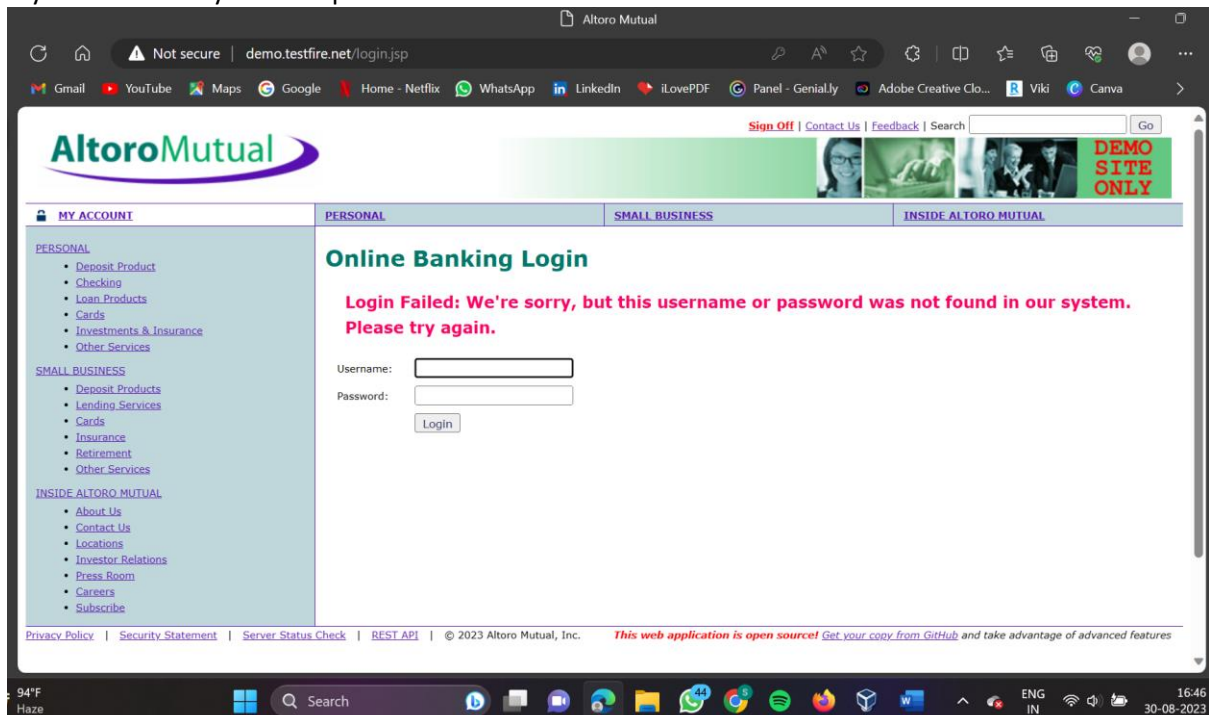 Altoro Mutual
Not secure | demo.testfire.net/login.jsp
Gmail YouTube Maps Google Home - Netflix WhatsApp LinkedIn iLovePDF Panel - Genial.ly Adobe Creative Clo... Viki Canva
Sign Off | Contact Us | Feedback | Search Go
AltoroMutual
DEMO
SITE
ONLY
MY ACCOUNT PERSONAL SMALL BUSINESS INSIDE ALTORO MUTUAL
PERSONAL
• Deposit Product
• Checking
• Loan Products
• Cards
• Investments & Insurance
• Other Services
SMALL BUSINESS
• Deposit Products
• Lending Services
• Cards
• Insurance
• Retirement
• Other Services
INSIDE ALTORO MUTUAL
• About Us
• Contact Us
• Locations
• Investor Relations
• Press Room
• Careers
• Subscribe
Online Banking Login
Login Failed: We're sorry, but this username or password was not found in our system.
Please try again.
Username:
Password:
Login
Privacy Policy | Security Statement | Server Status Check | REST API | © 2023 Altoro Mutual, Inc. This web application is open source! Get your copy from GitHub and take advantage of advanced features
94°F
Haze
Search
44
ENG
IN
16:46
30-08-2023